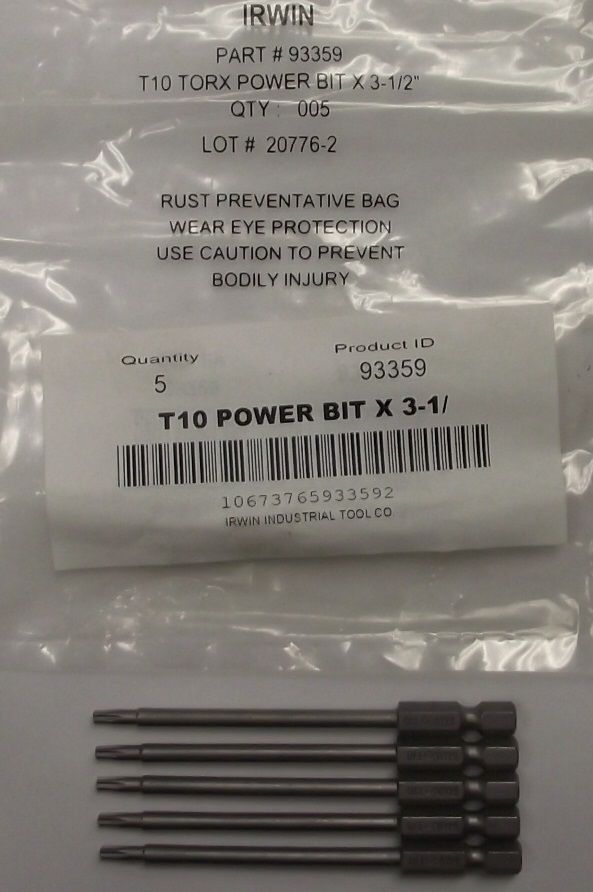 IRWIN
PART # 93359
T10 TORX POWER BIT X 3-1/2"
QTY : 005
LOT # 20776-2
RUST PREVENTATIVE BAG
WEAR EYE PROTECTION
USE CAUTION TO PREVENT
BODILY INJURY
Quantity
5
Product ID
93359
T10 POWER BIT X 3-1/
10673765933592
IRWIN INDUSTRIAL TOOL CO